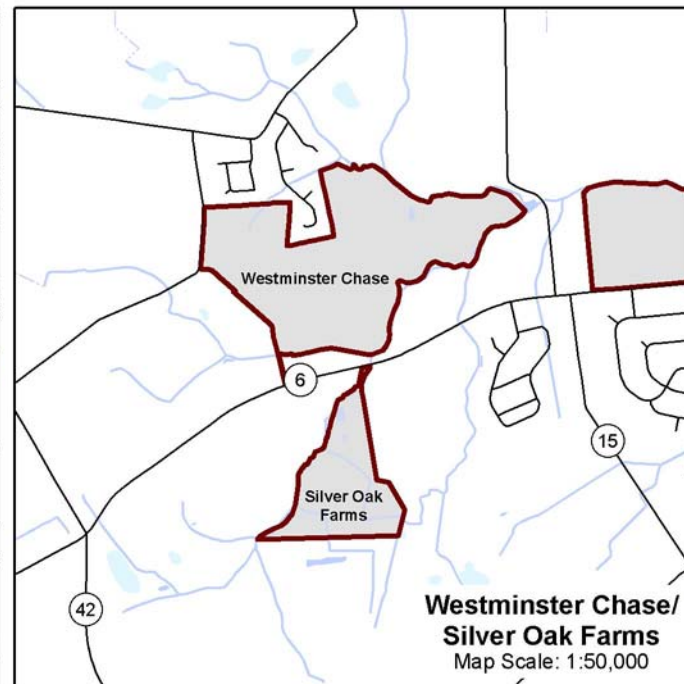 Westminster Chase
6
15
Silver Oak
Farms
42
Westminster Chase/
Silver Oak Farms
Map Scale: 1:50,000